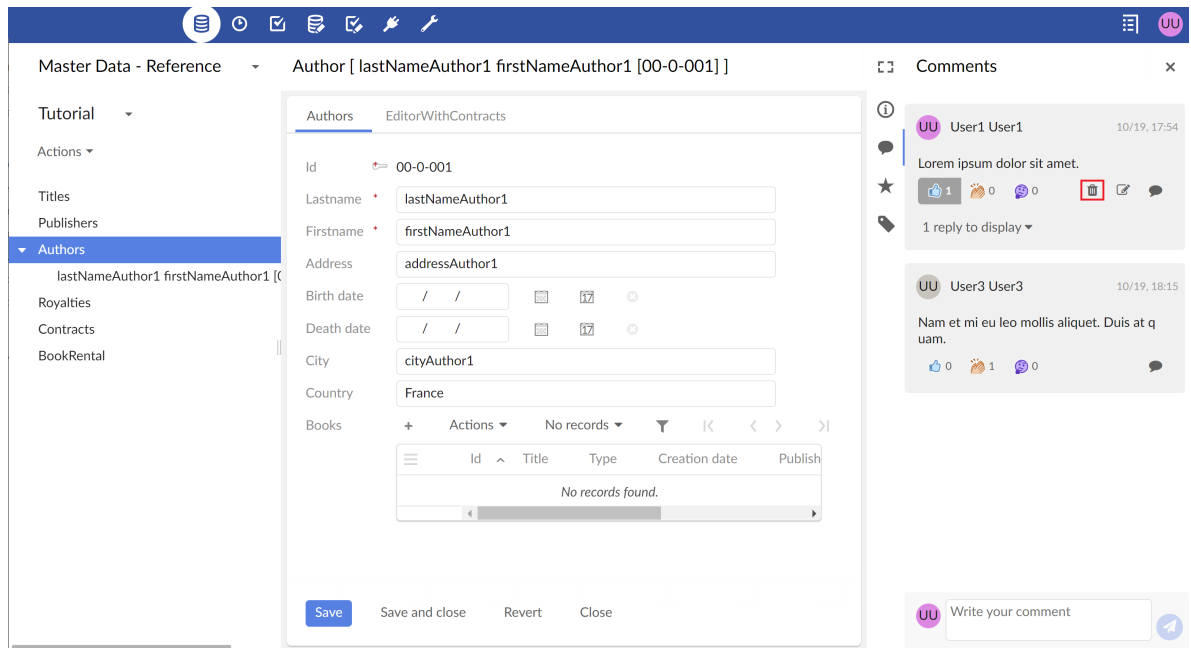 UU
Master Data - Reference
Author [ lastNameAuthor1 firstNameAuthor1 [00-0-001] ]
Comments
Tutorial
Actions
Titles
Publishers
Authors
lastNameAuthor1 firstNameAuthor1 [
Royalties
Contracts
BookRental
Authors EditorWithContracts
Id 00-0-001
Lastname * lastNameAuthor1
Firstname * firstNameAuthor1
Address addressAuthor1
Birth date / / 17
Death date / / 17
City cityAuthor1
Country France
Books + Actions No records
Id Title Type Creation date Publish
No records found.
Save Save and close Revert Close
UU User1 User1 10/19, 17:54
Lorem ipsum dolor sit amet.
1 0 0
1 reply to display
UU User3 User3 10/19, 18:15
Nam et mi eu leo mollis aliquet. Duis at q
uam.
0 1 0
UU Write your comment